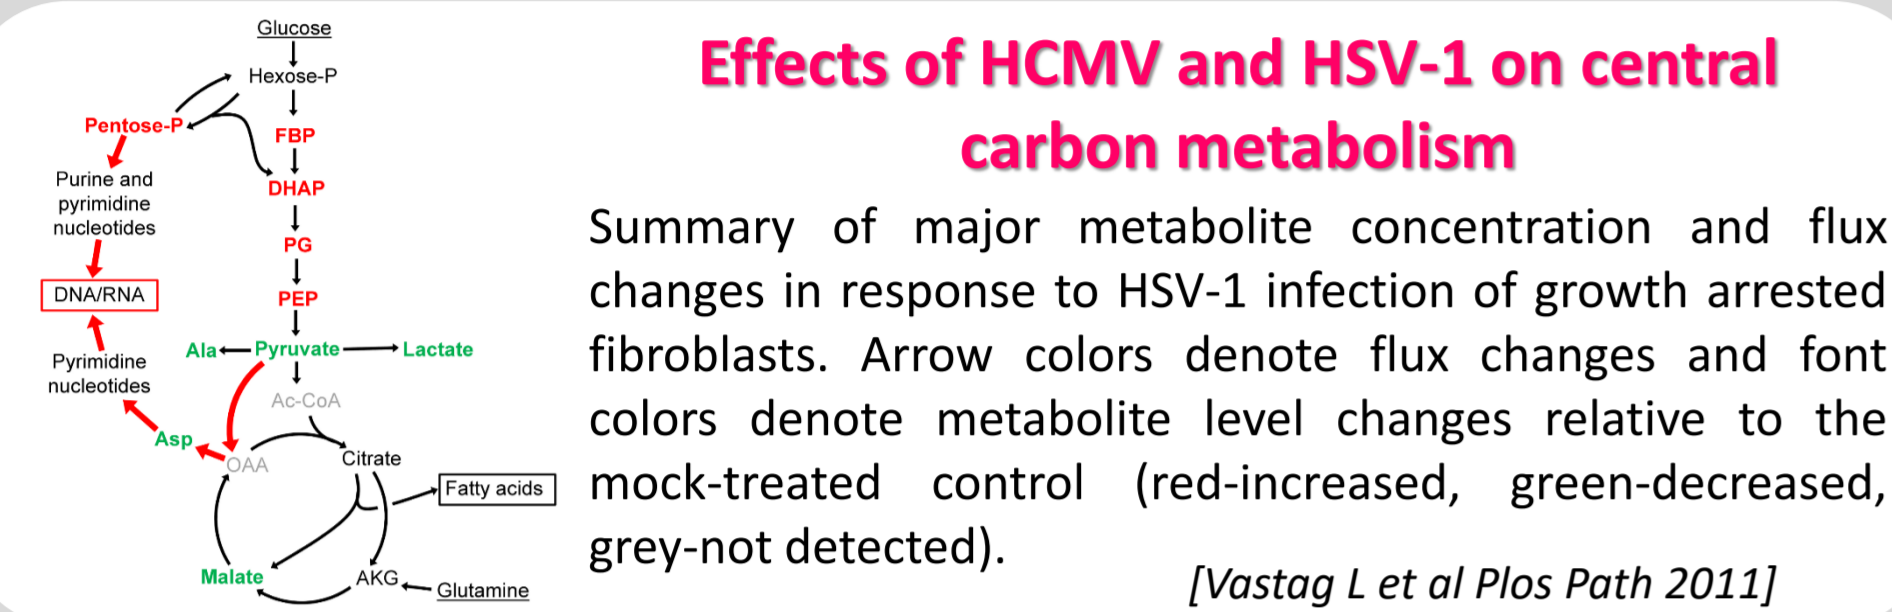 Glucose
Hexose-P
Pentose-P
FBP
Purine and
pyrimidine
nucleotides
DHAP
PG
DNA/RNA
PEP
Ala
Pyruvate
Lactate
Pyrimidine
nucleotides
Ac-CoA
Asp
OAA
Citrate
Fatty acids
Malate
AKG
Glutamine
Effects of HCMV and HSV-1 on central
carbon metabolism
Summary of major metabolite concentration and flux
changes in response to HSV-1 infection of growth arrested
fibroblasts. Arrow colors denote flux changes and font
colors denote metabolite level changes relative to the
mock-treated control (red-increased, green-decreased,
grey-not detected).
[Vastag L et al Plos Path 2011]